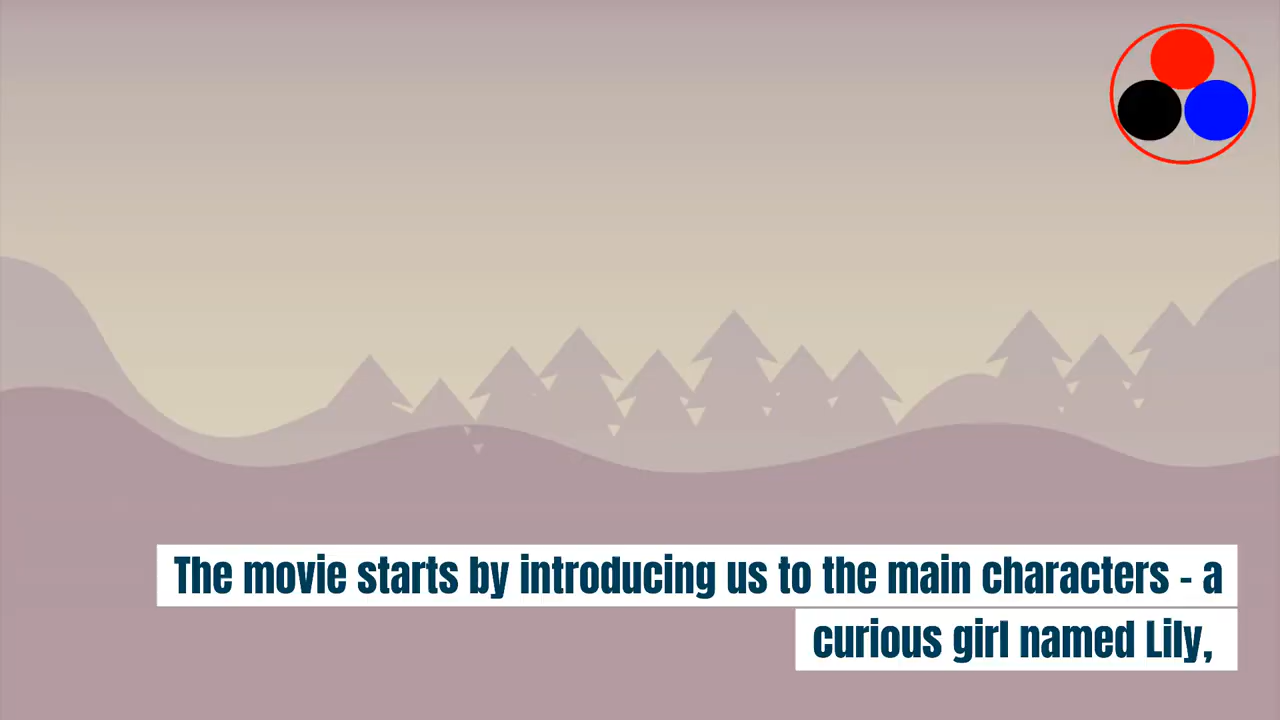 The movie starts by introducing us to the main characters - a
curious girl named Lily,